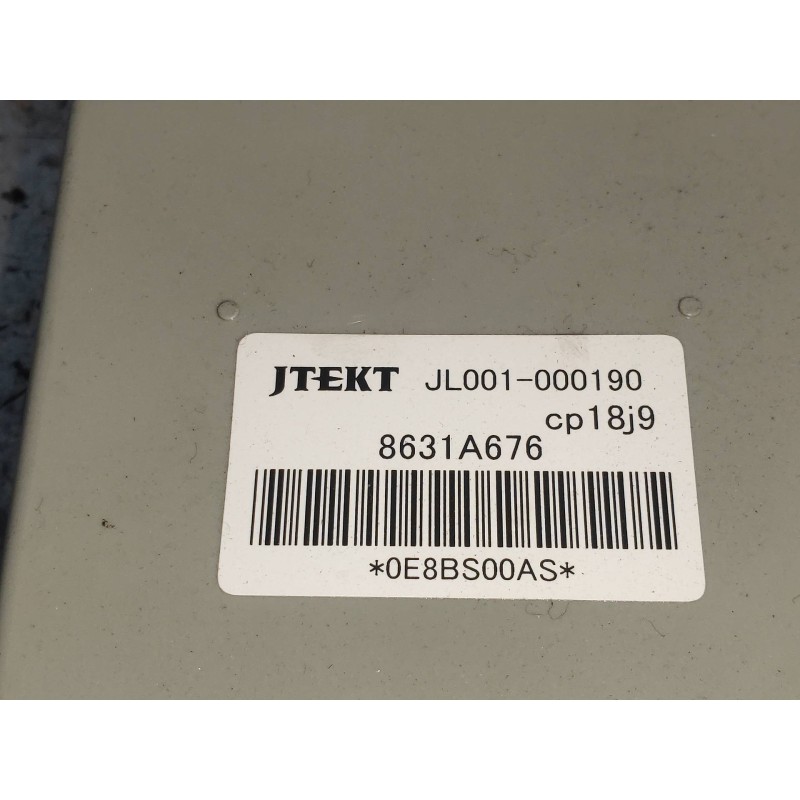 JTEKT JL001-000190
cp18j9
8631A676
*0E8BS00AS*